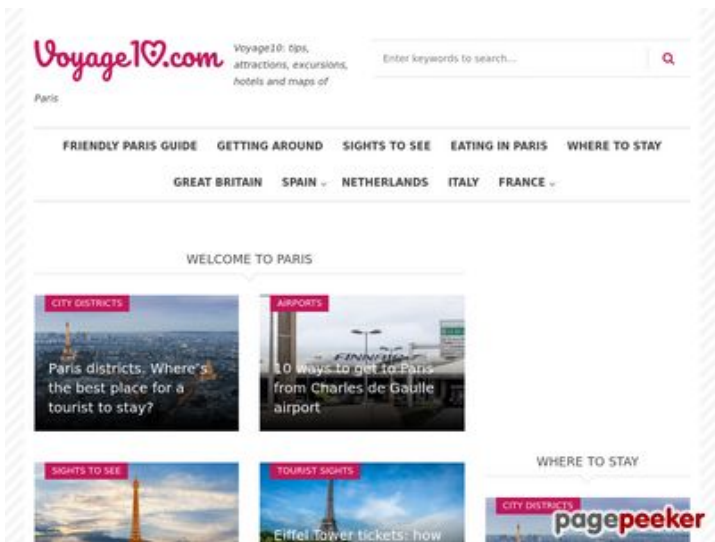 Voyage10.com
Voyage10: tips,
attractions, excursions,
hotels and maps of
Paris
Enter keywords to search...
FRIENDLY PARIS GUIDE GETTING AROUND SIGHTS TO SEE EATING IN PARIS WHERE TO STAY
GREAT BRITAIN SPAIN NETHERLANDS ITALY FRANCE
WELCOME TO PARIS
CITY DISTRICTS
Paris districts. Where's
the best place for a
tourist to stay?
AIRPORTS
FINNAIR
10 ways to get to Paris
from Charles de Gaulle
airport
WHERE TO STAY
SIGHTS TO SEE
TOURIST SIGHTS
Eiffel Tower tickets: how
CITY DISTRICTS
pagepeeker